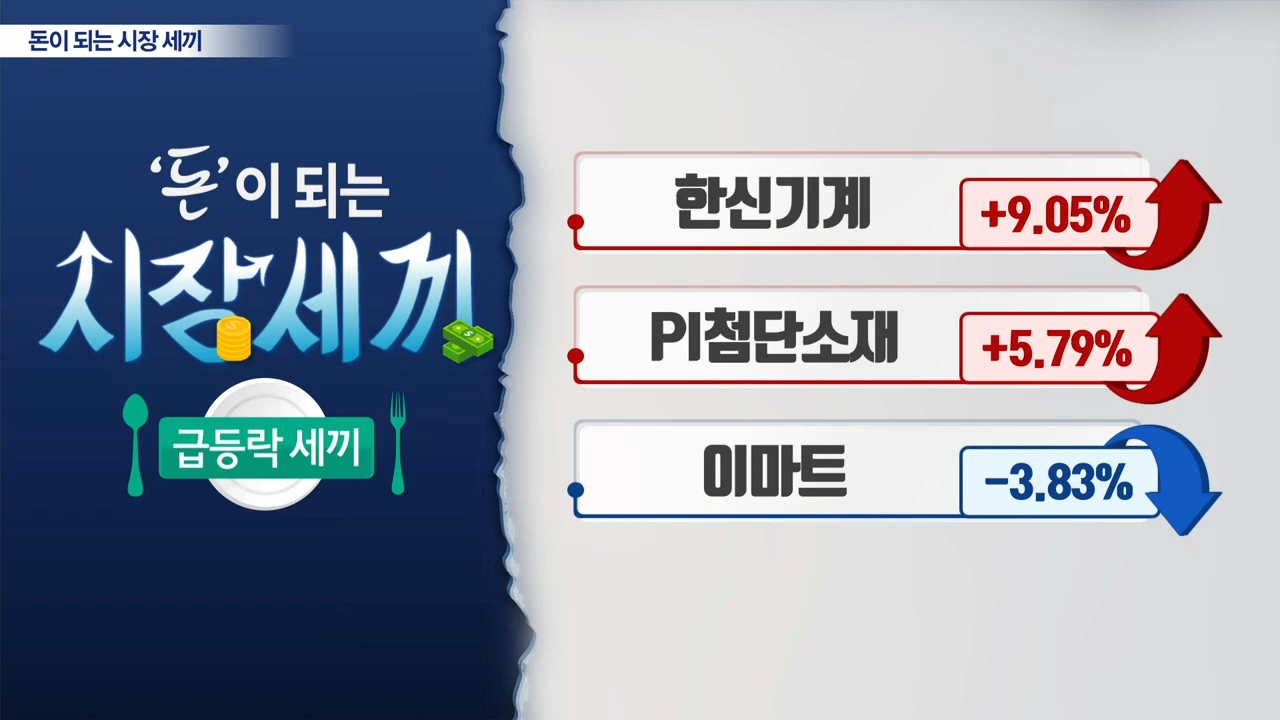 돈이 되는 시장 세끼
‘돈’이 되는
시장세끼
급등락 세끼
한신기계
+9.05%
PI첨단소재
+5.79%
이마트
-3.83%